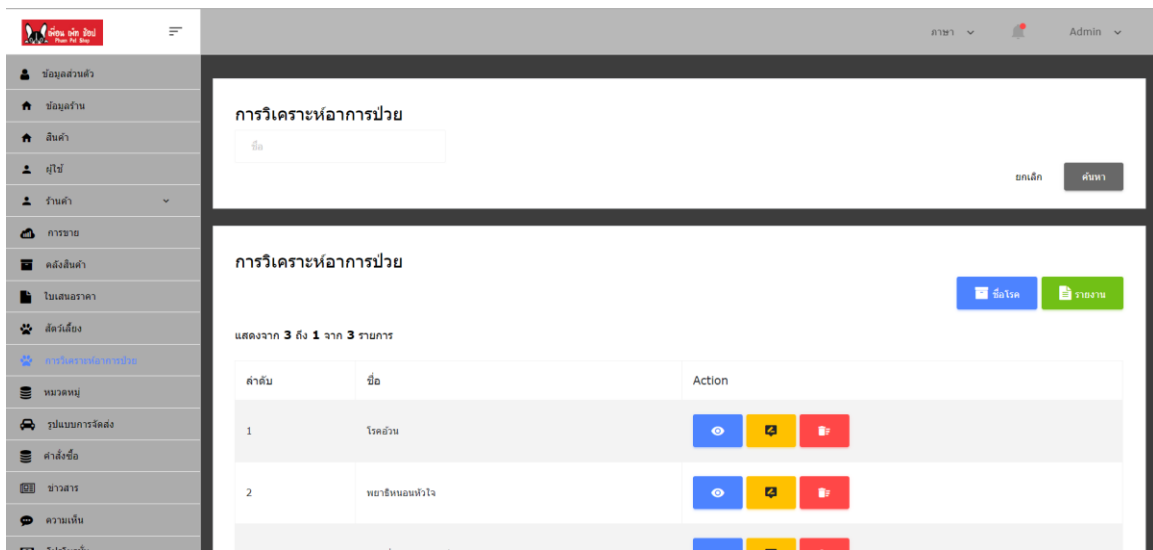 เพื่อน พัท ช้อป
Phuen Pet Shop
ภาษา
Admin
ข้อมูลส่วนตัว
ข้อมูลร้าน
สินค้า
ผู้ใช้
ร้านค้า
การขาย
คลังสินค้า
ใบเสนอราคา
สัตว์เลี้ยง
การวิเคราะห์อาการป่วย
หมวดหมู่
รูปแบบการจัดส่ง
คำสั่งซื้อ
ข่าวสาร
ความเห็น
การวิเคราะห์อาการป่วย
ชื่อ
ยกเลิก
ค้นหา
การวิเคราะห์อาการป่วย
ชื่อโรค
รายงาน
แสดงจาก 3 ถึง 1 จาก 3 รายการ
ลำดับ ชื่อ Action
1 โรคอ้วน
2 พยาธิหนอนหัวใจ